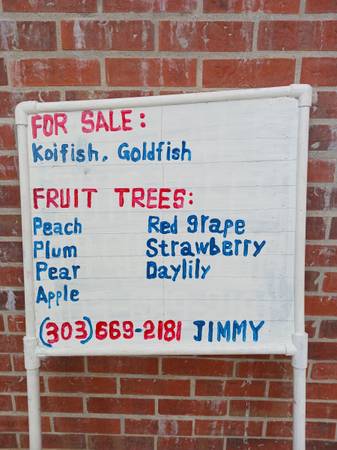 FOR SALE:
Koifish, Goldfish
FRUIT TREES:
Peach Red grape
Plum Strawberry
Pear Daylily
Apple
(303)669-2181 JIMMY